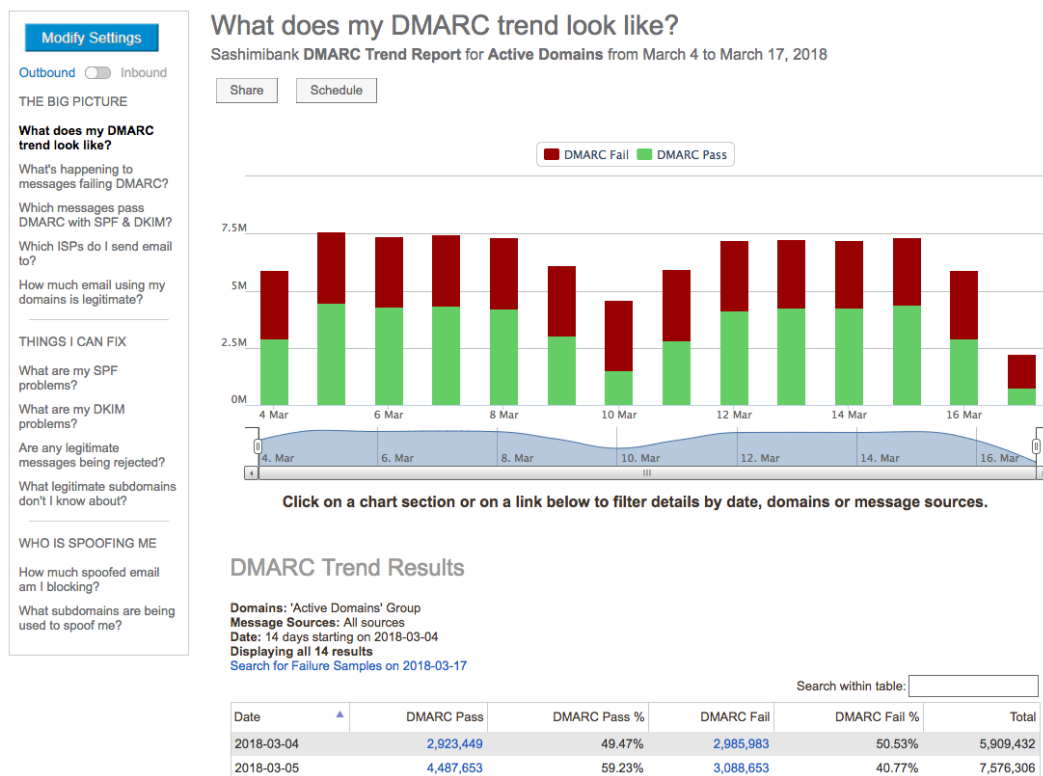 Modify Settings
Outbound Inbound
THE BIG PICTURE
What does my DMARC
trend look like?
What's happening to
messages failing DMARC?
Which messages pass
DMARC with SPF & DKIM?
Which ISPs do I send email
to?
How much email using my
domains is legitimate?
THINGS I CAN FIX
What are my SPF
problems?
What are my DKIM
problems?
Are any legitimate
messages being rejected?
What legitimate subdomains
don't I know about?
WHO IS SPOOFING ME
How much spoofed email
am I blocking?
What subdomains are being
used to spoof me?
What does my DMARC trend look like?
Sashimibank DMARC Trend Report for Active Domains from March 4 to March 17, 2018
Share Schedule
DMARC Fail DMARC Pass
7.5M
5M
2.5M
0M
4 Mar 6 Mar 8 Mar 10 Mar 12 Mar 14 Mar 16 Mar
4. Mar 6. Mar 8. Mar 10. Mar 12. Mar 14. Mar 16. Mar
Click on a chart section or on a link below to filter details by date, domains or message sources.
DMARC Trend Results
Domains: 'Active Domains' Group
Message Sources: All sources
Date: 14 days starting on 2018-03-04
Displaying all 14 results
Search for Failure Samples on 2018-03-17
Search within table:
Date DMARC Pass DMARC Pass % DMARC Fail DMARC Fail % Total
2018-03-04 2,923,449 49.47% 2,985,983 50.53% 5,909,432
2018-03-05 4,487,653 59.23% 3,088,653 40.77% 7,576,306